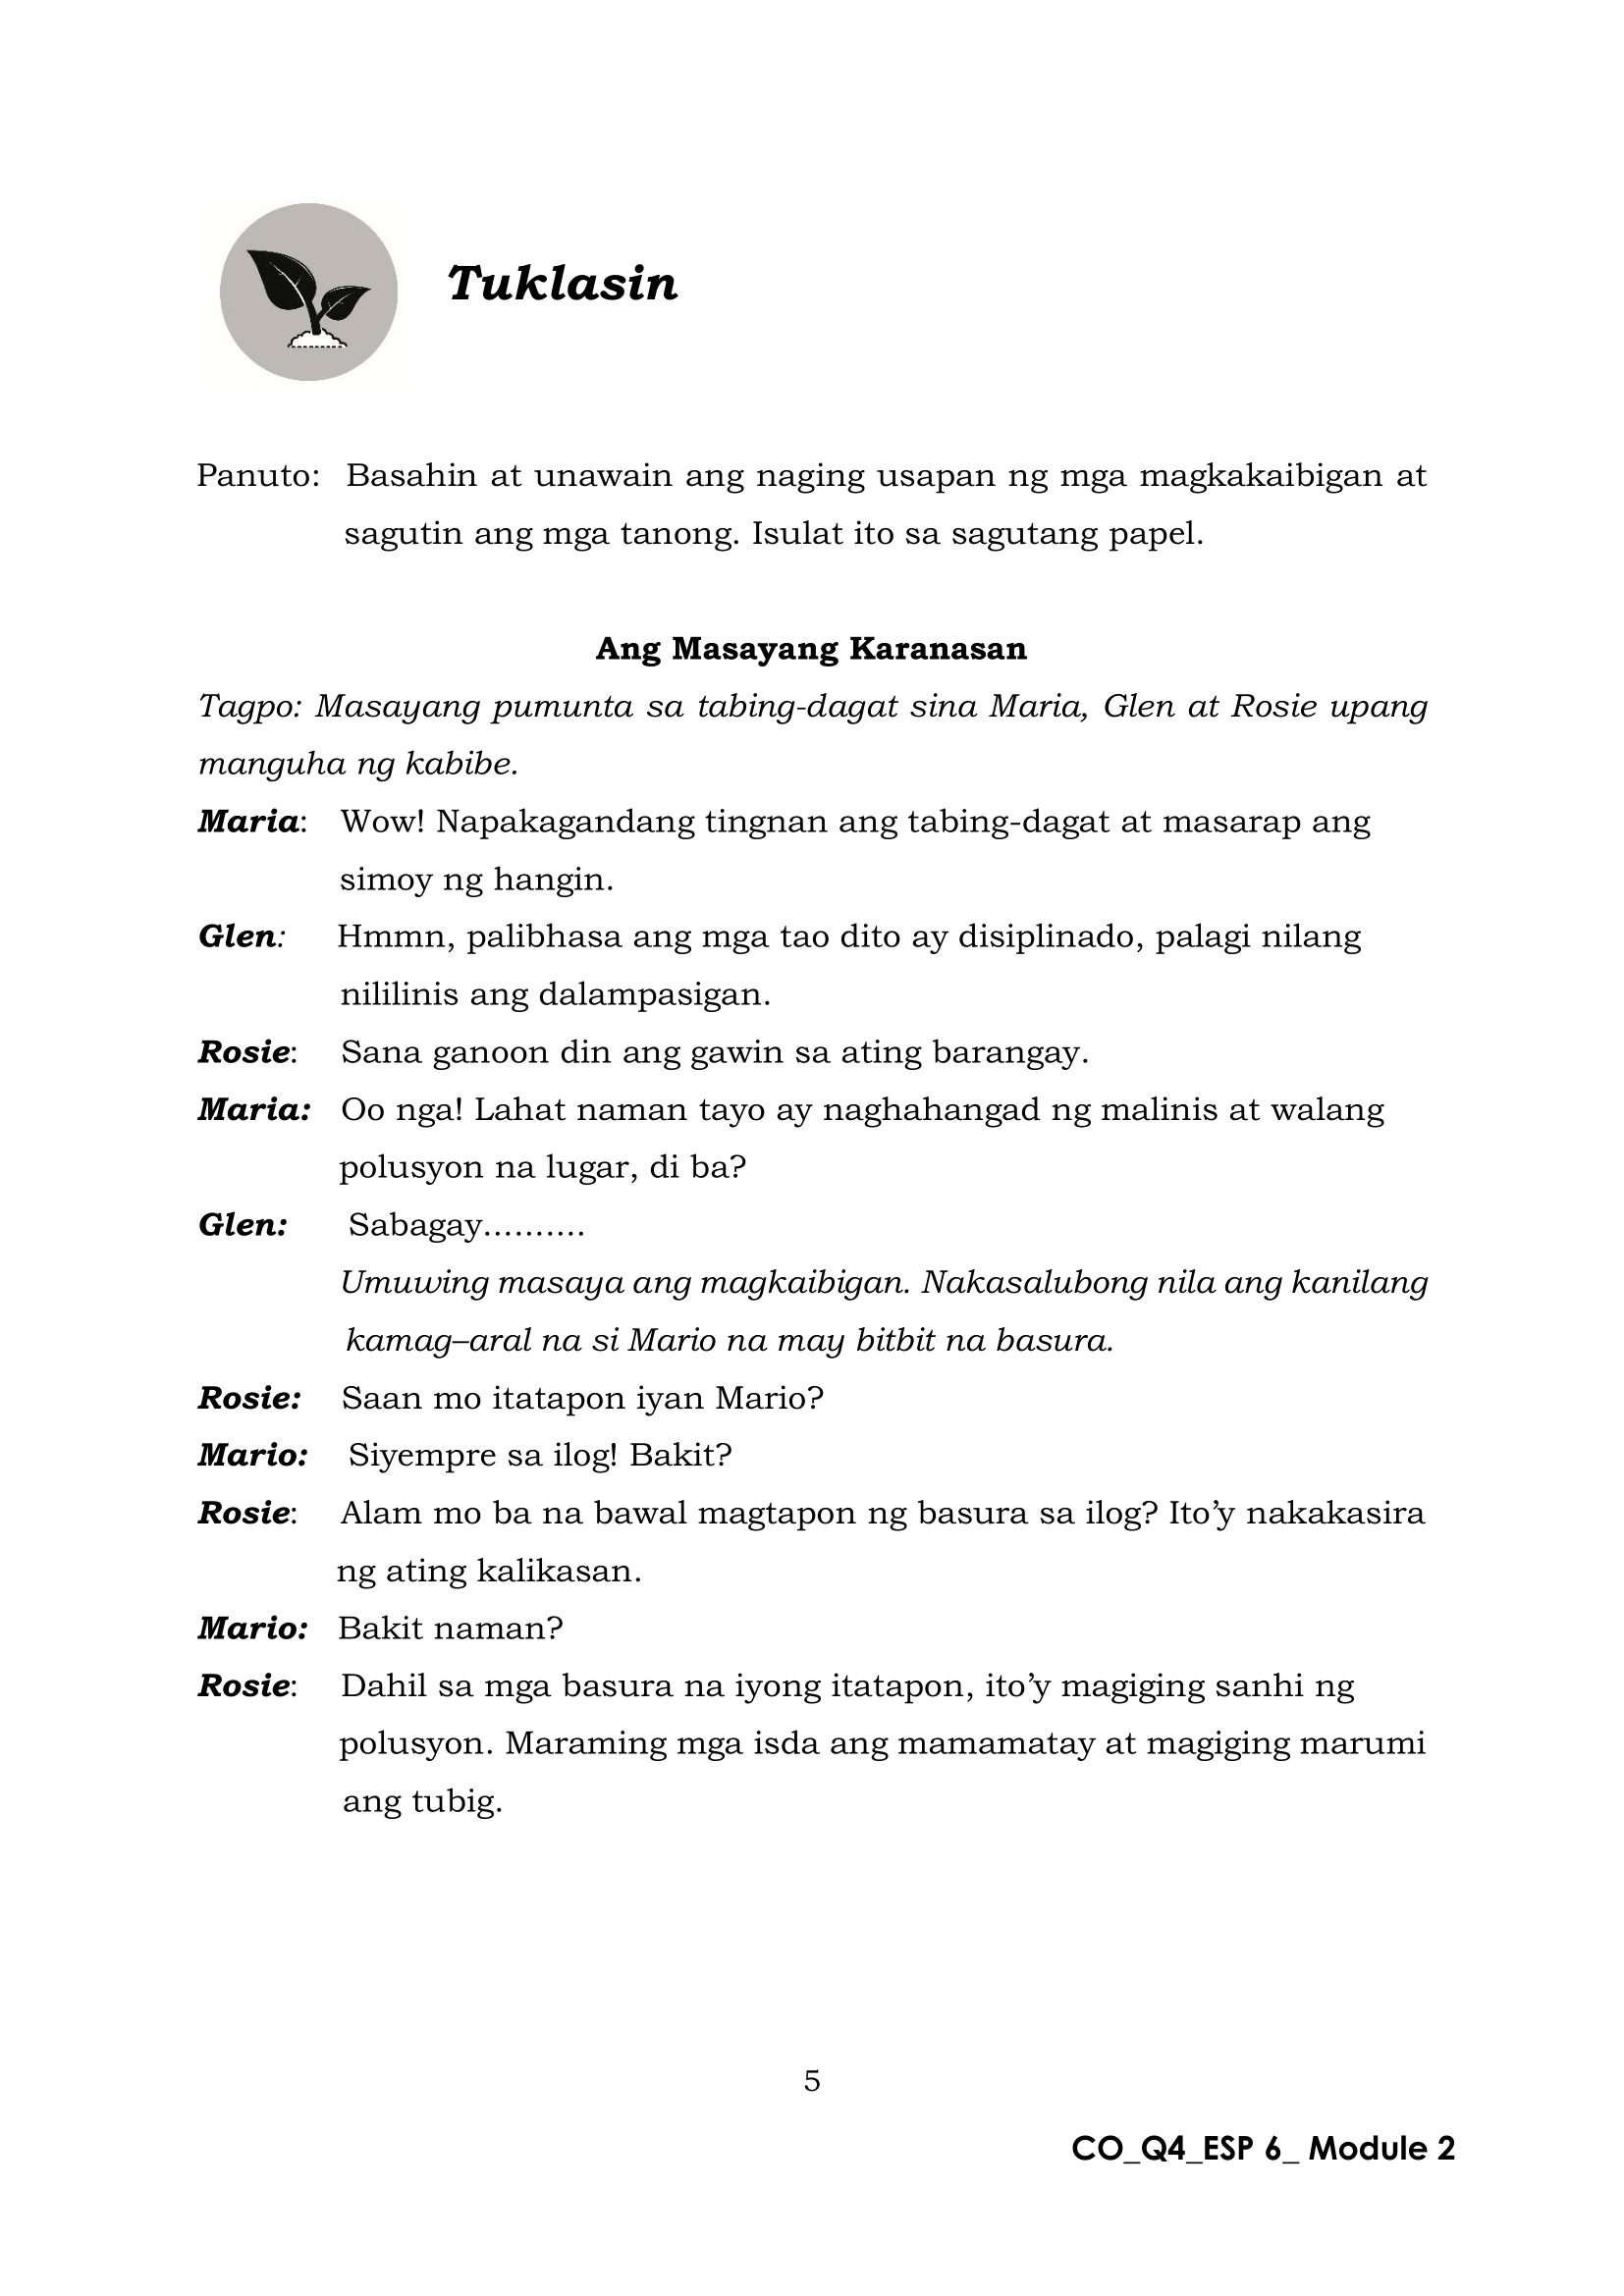 Tuklasin
Panuto: Basahin at unawain ang naging usapan ng mga magkakaibigan at
sagutin ang mga tanong. Isulat ito sa sagutang papel.
Ang Masayang Karanasan
Tagpo: Masayang pumunta sa tabing-dagat sina Maria, Glen at Rosie upang
manguha ng kabibe.
Maria: Wow! Napakagandang tingnan ang tabing-dagat at masarap ang
simoy ng hangin.
Glen: Hmmn, palibhasa ang mga tao dito ay disiplinado, palagi nilang
nililinis ang dalampasigan.
Rosie: Sana ganoon din ang gawin sa ating barangay.
Maria: Oo nga! Lahat naman tayo ay naghahangad ng malinis at walang
polusyon na lugar, di ba?
Glen: Sabagay..........
Umuwing masaya ang magkaibigan. Nakasalubong nila ang kanilang
kamag–aral na si Mario na may bitbit na basura.
Rosie: Saan mo itatapon iyan Mario?
Mario: Siyempre sa ilog! Bakit?
Rosie: Alam mo ba na bawal magtapon ng basura sa ilog? Ito’y nakakasira
ng ating kalikasan.
Mario: Bakit naman?
Rosie: Dahil sa mga basura na iyong itatapon, ito’y magiging sanhi ng
polusyon. Maraming mga isda ang mamamatay at magiging marumi
ang tubig.
5
CO_Q4_ESP 6_ Module 2